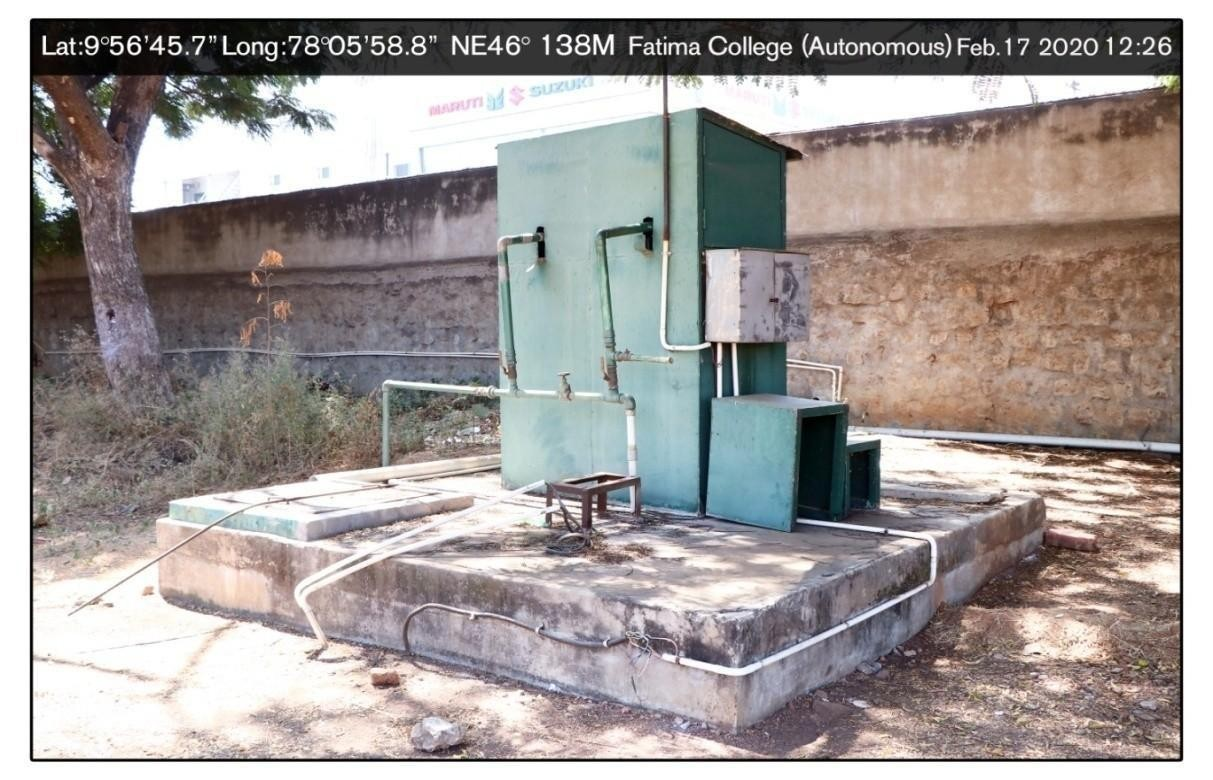 Lat:9°56'45.7" Long:78°05'58.8" NE46° 138M Fatima College (Autonomous) Feb.17 2020 12:26
MARUTI SUZUKI
MARUTI